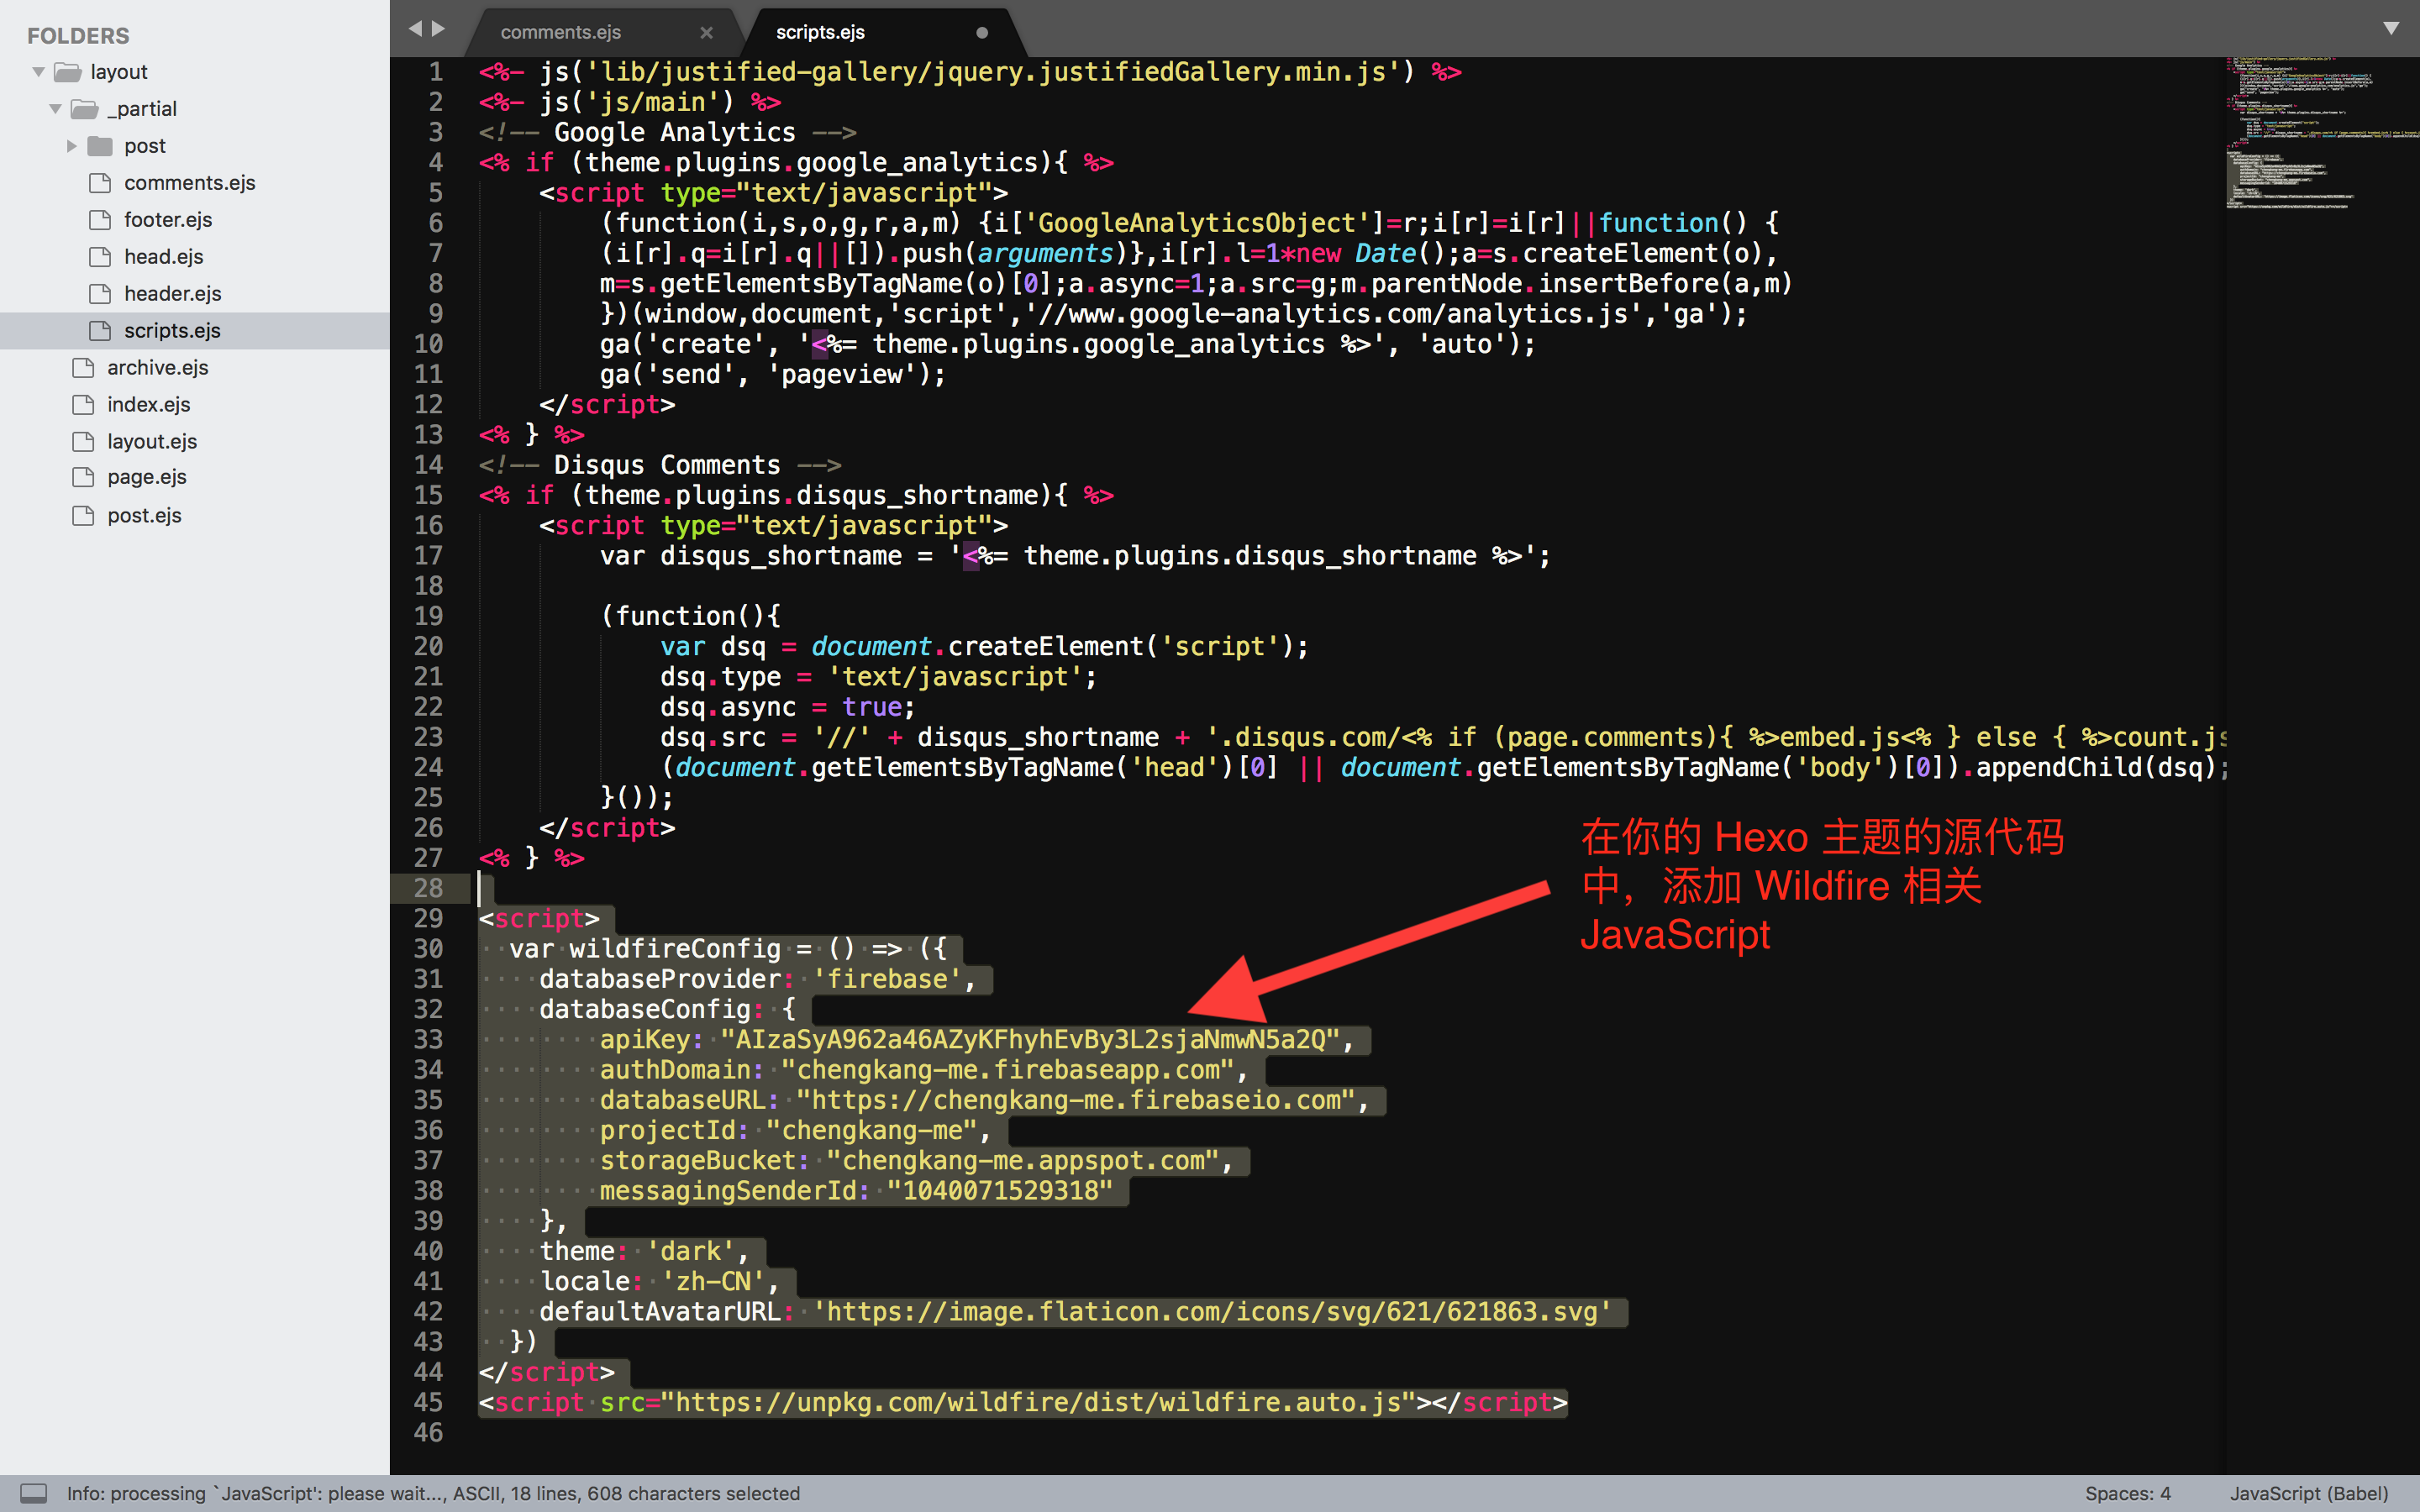 FOLDERS
layout
_partial
post
comments.ejs
footer.ejs
head.ejs
header.ejs
scripts.ejs
archive.ejs
index.ejs
layout.ejs
page.ejs
post.ejs
comments.ejs ×
scripts.ejs
1 <%- js('lib/justified-gallery/jquery.justifiedGallery.min.js') %>
2 <%- js('js/main') %>
3 <!-- Google Analytics -->
4 <% if (theme.plugins.google_analytics){ %>
5     <script type="text/javascript">
6         (function(i,s,o,g,r,a,m) {i['GoogleAnalyticsObject']=r;i[r]=i[r]||function() {
7         (i[r].q=i[r].q||[]).push(arguments)},i[r].l=1*new Date();a=s.createElement(o),
8         m=s.getElementsByTagName(o)[0];a.async=1;a.src=g;m.parentNode.insertBefore(a,m)
9         })(window,document,'script','//www.google-analytics.com/analytics.js','ga');
10         ga('create', '<%= theme.plugins.google_analytics %>', 'auto');
11         ga('send', 'pageview');
12     </script>
13 <% } %>
14 <!-- Disqus Comments -->
15 <% if (theme.plugins.disqus_shortname){ %>
16     <script type="text/javascript">
17         var disqus_shortname = '<%= theme.plugins.disqus_shortname %>';
18
19         (function(){
20             var dsq = document.createElement('script');
21             dsq.type = 'text/javascript';
22             dsq.async = true;
23             dsq.src = '//' + disqus_shortname + '.disqus.com/<% if (page.comments){ %>embed.js<% } else { %>count.js
24             (document.getElementsByTagName('head')[0] || document.getElementsByTagName('body')[0]).appendChild(dsq);
25         }());
26     </script>
27 <% } %>
28
29 <script>
30   var wildfireConfig = () => ({
31     databaseProvider: 'firebase',
32     databaseConfig: {
33         apiKey: "AIzaSyA962a46AZyKFhyhEvBy3L2sjaNmwN5a2Q",
34         authDomain: "chengkang-me.firebaseapp.com",
35         databaseURL: "https://chengkang-me.firebaseio.com",
36         projectId: "chengkang-me",
37         storageBucket: "chengkang-me.appspot.com",
38         messagingSenderId: "1040071529318"
39     },
40     theme: 'dark',
41     locale: 'zh-CN',
42     defaultAvatarURL: 'https://image.flaticon.com/icons/svg/621/621863.svg'
43   })
44 </script>
45 <script src="https://unpkg.com/wildfire/dist/wildfire.auto.js"></script>
46
在你的 Hexo 主题的源代码
中，添加 Wildfire 相关
JavaScript
Info: processing `JavaScript': please wait..., ASCII, 18 lines, 608 characters selected
Spaces: 4
JavaScript (Babel)